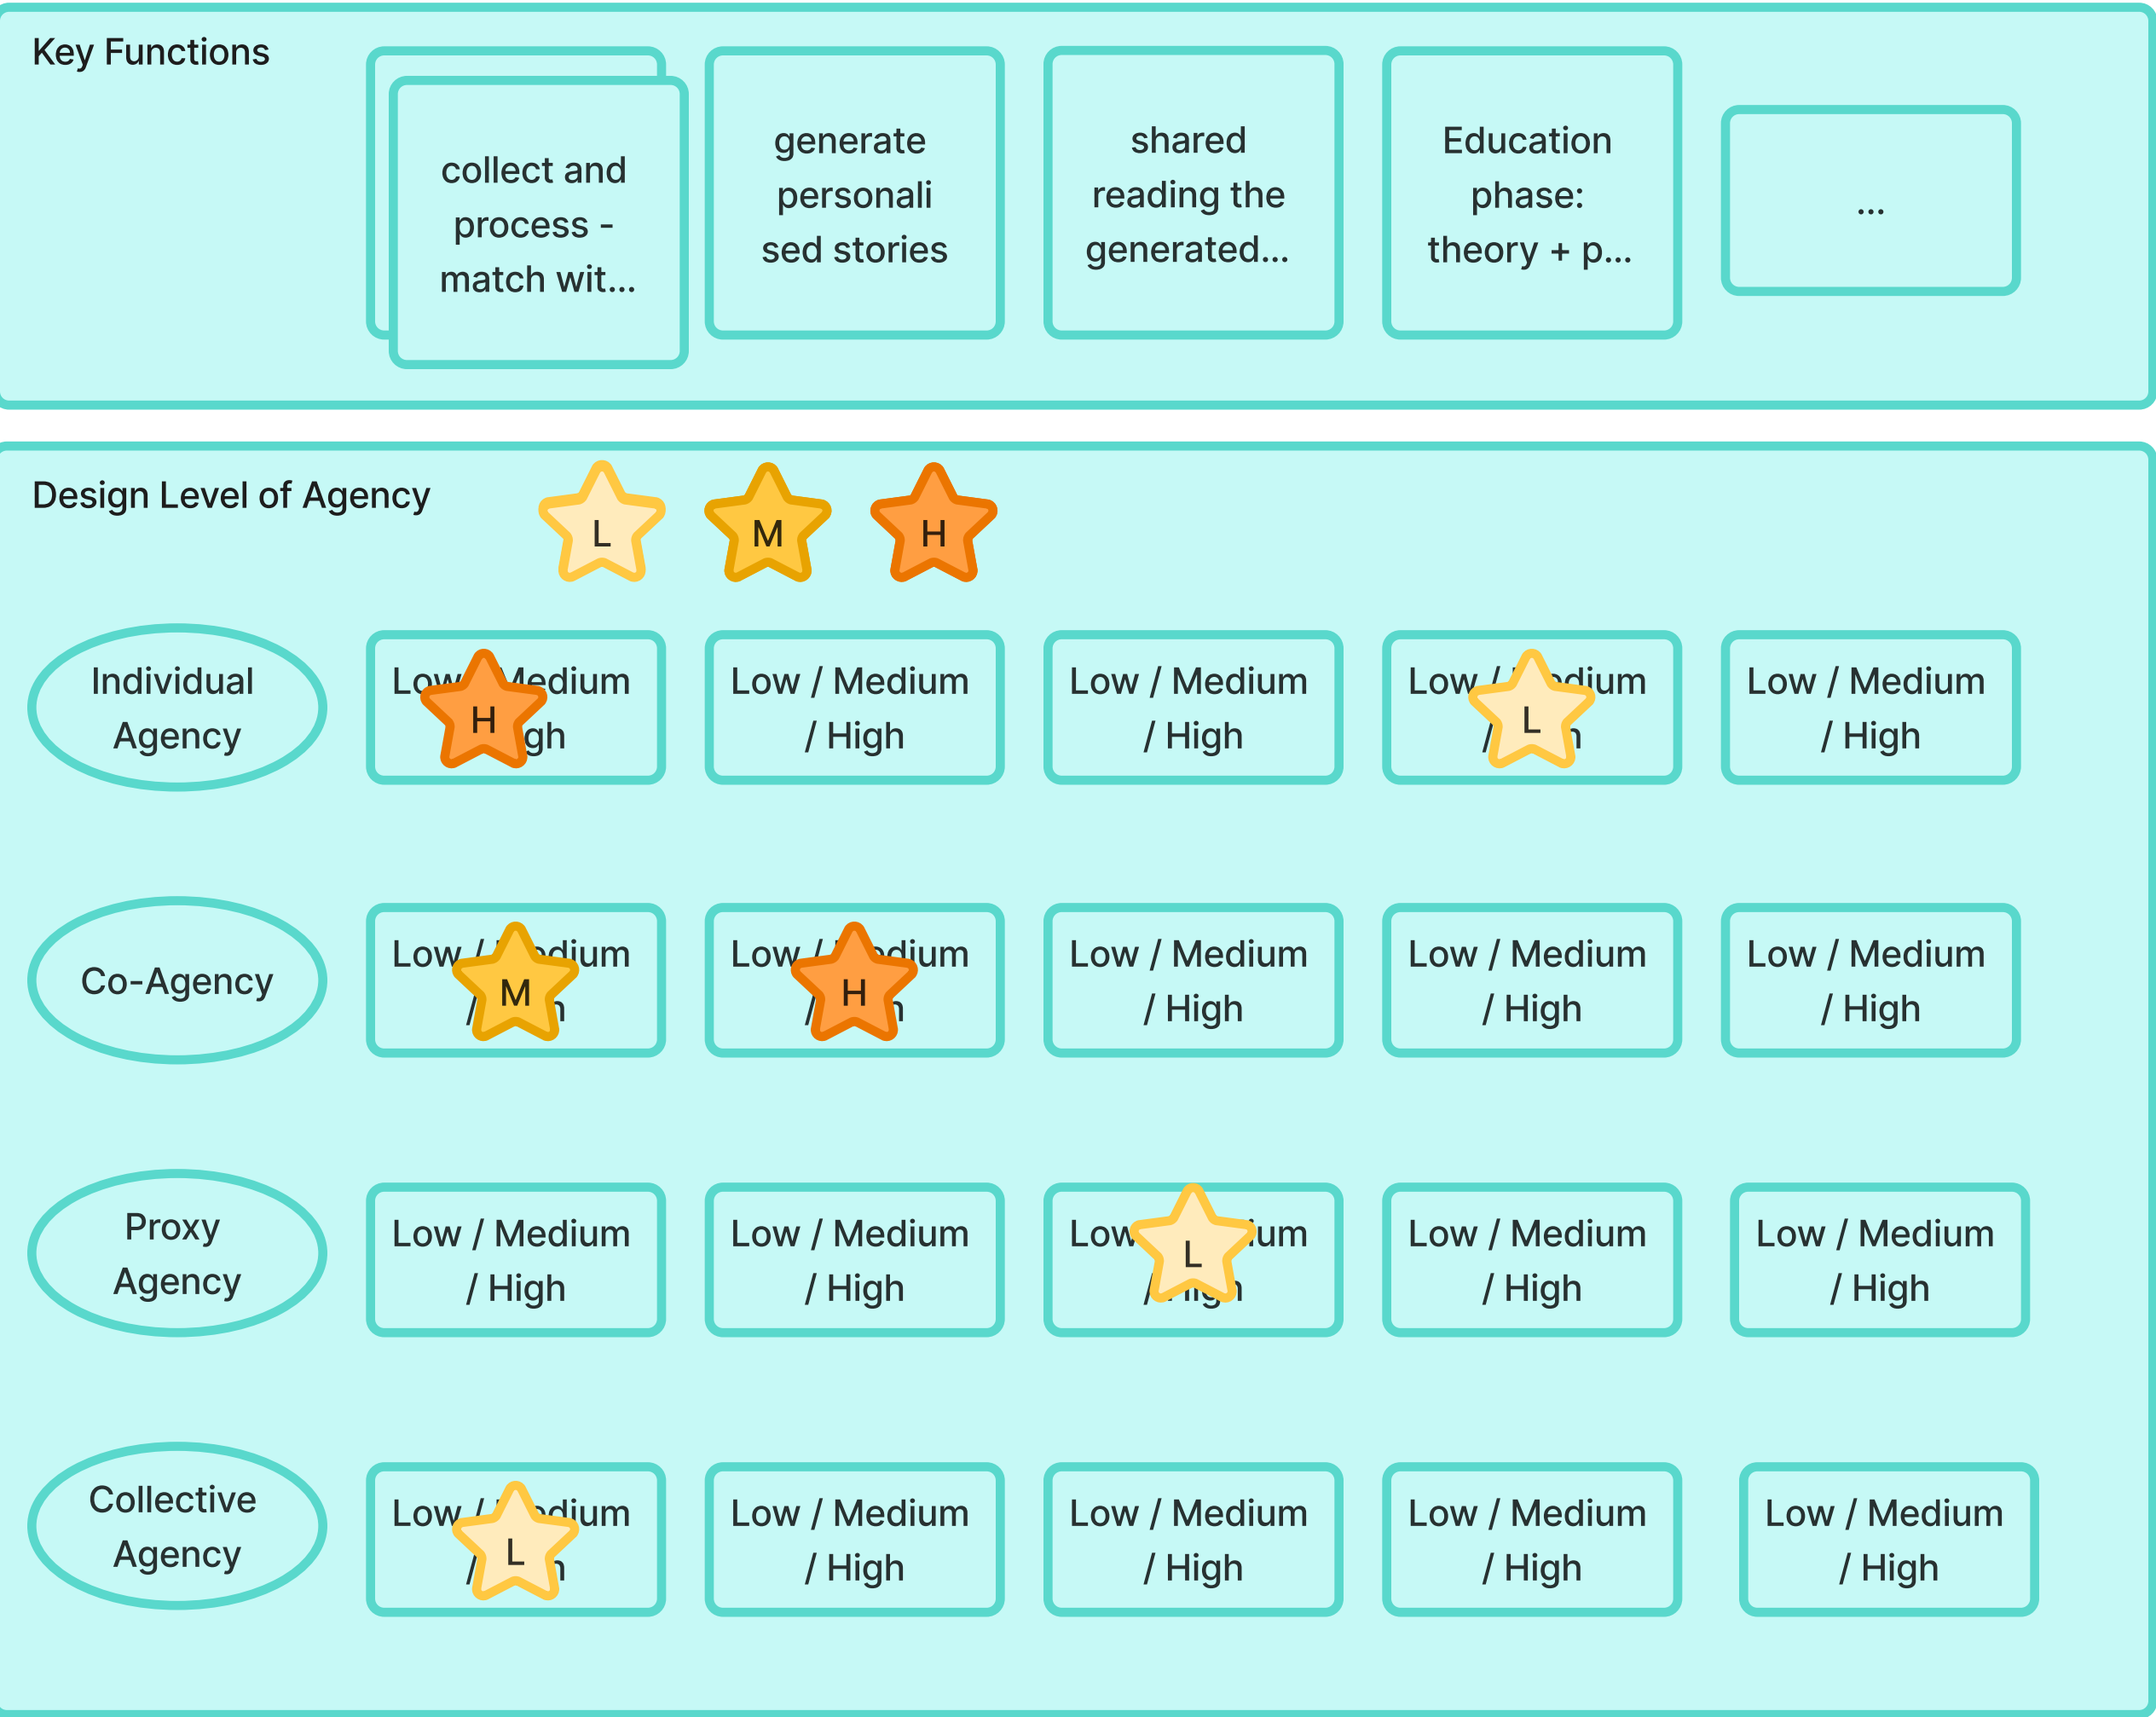 Key Functions
collect and
process -
match wit...
generate
personali
sed stories
shared
reading the
generated...
Education
phase:
theory + p...
...
Design Level of Agency
L
M
H
Individual
Agency
H
Low / Medium
/ High
Low / Medium
/ High
L
Low / Medium
/ High
Co-Agency
M
H
Low / Medium
/ High
Low / Medium
/ High
Low / Medium
/ High
Proxy
Agency
Low / Medium
/ High
Low / Medium
/ High
L
Low / Medium
/ High
Low / Medium
/ High
Collective
Agency
L
Low / Medium
/ High
Low / Medium
/ High
Low / Medium
/ High
Low / Medium
/ High